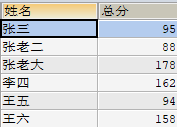 姓名 总分
张三 95
张老二 88
张老大 178
李四 162
王五 94
王六 158